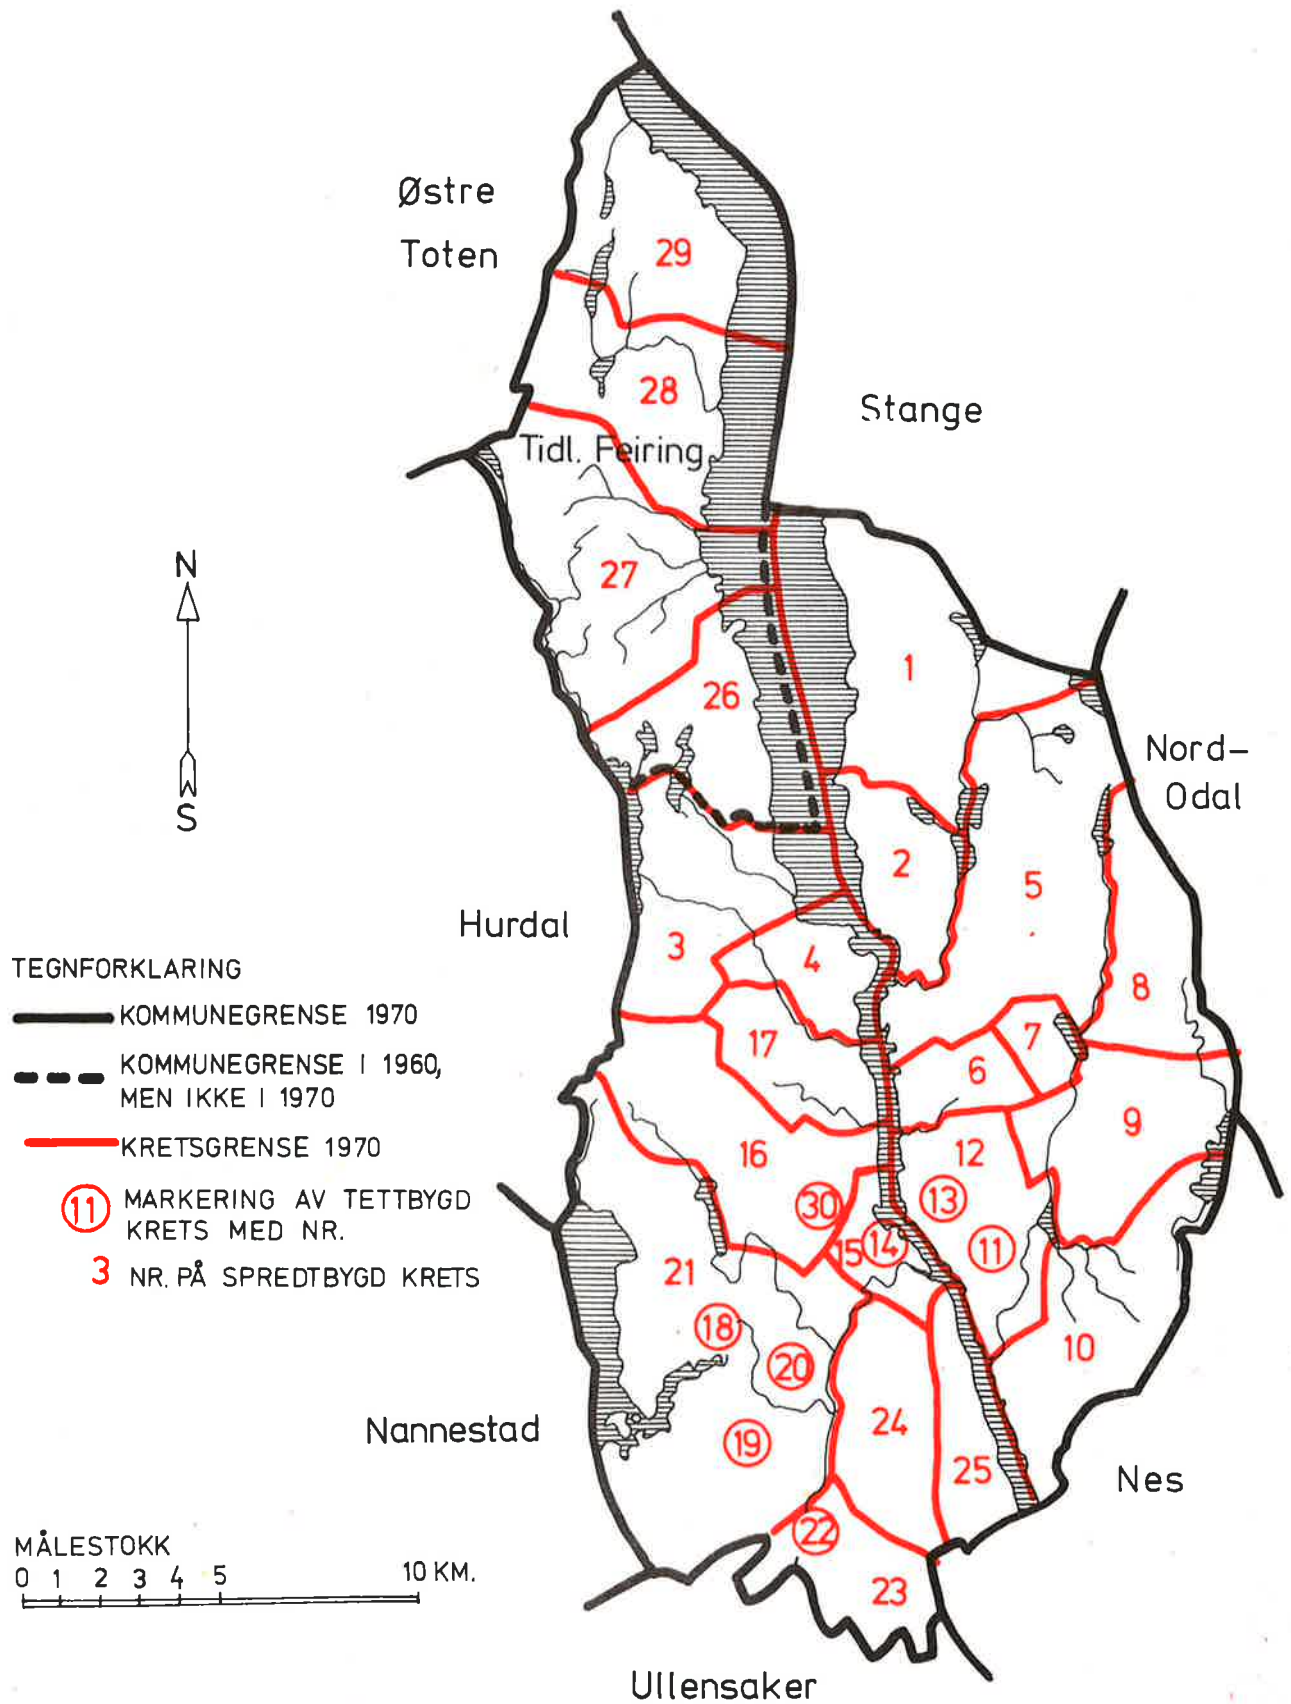 Østre
Toten
29
28
Stange
Tidl. Feiring
N
27
S
1
26
Nord-
Odal
2
5
Hurdal
3
4
8
17
7
6
9
16
12
30
13
15
14
11
21
18
20
10
24
Nannestad
19
25
Nes
22
23
Ullensaker
TEGNFORKLARING
KOMMUNEGRENSE 1970
KOMMUNEGRENSE I 1960,
MEN IKKE I 1970
KRETSGRENSE 1970
11 MARKERING AV TETTBYGD
KRETS MED NR.
3 NR. PÅ SPREDTBYGD KRETS
MÅLESTOKK
0 1 2 3 4 5 10 KM.